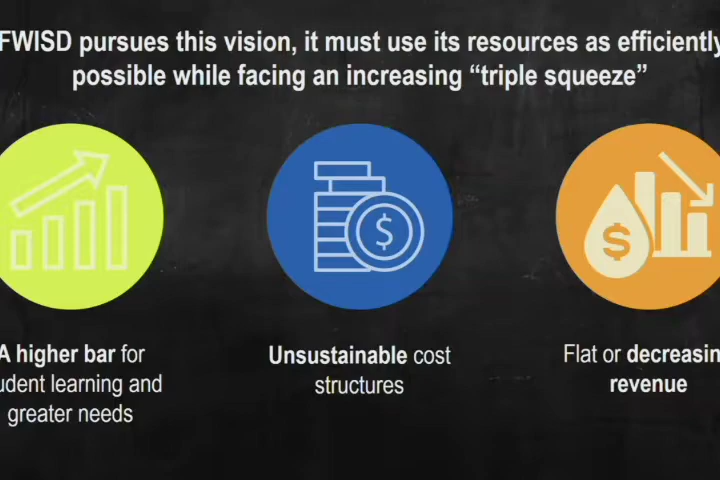 FWISD pursues this vision, it must use its resources as efficiently
possible while facing an increasing “triple squeeze”
$
$
A higher bar for
udent learning and
greater needs
Unsustainable cost
structures
Flat or decreasin
revenue